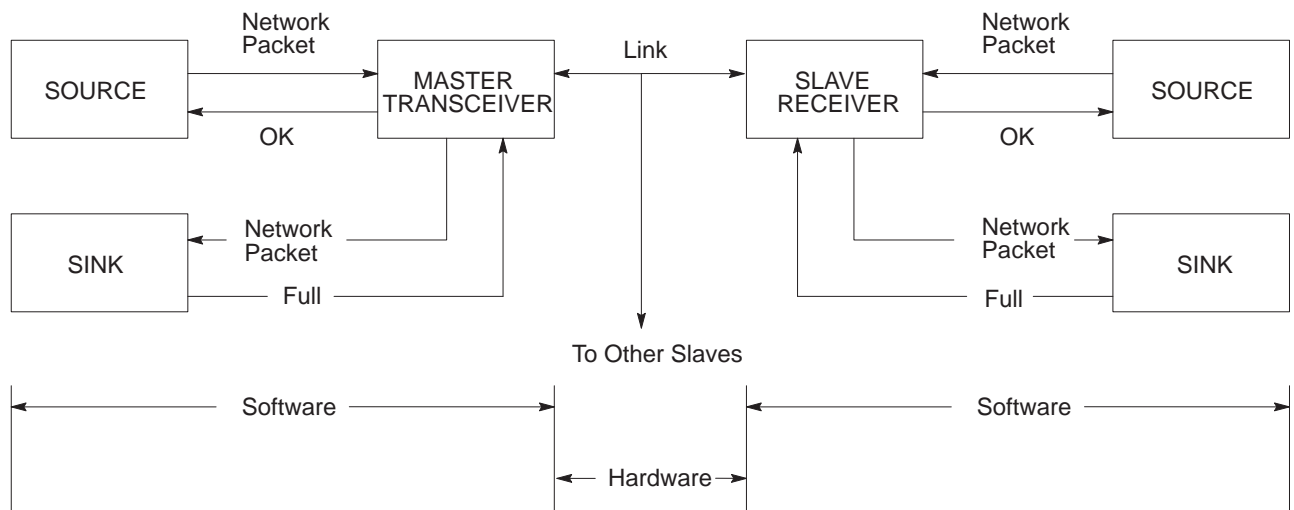 Network
Packet
SOURCE
OK
MASTER
TRANSCEIVER
Link
SLAVE
RECEIVER
Network
Packet
OK
SOURCE
SINK
Network
Packet
Full
Network
Packet
Full
SINK
To Other Slaves
Software
Software
Hardware